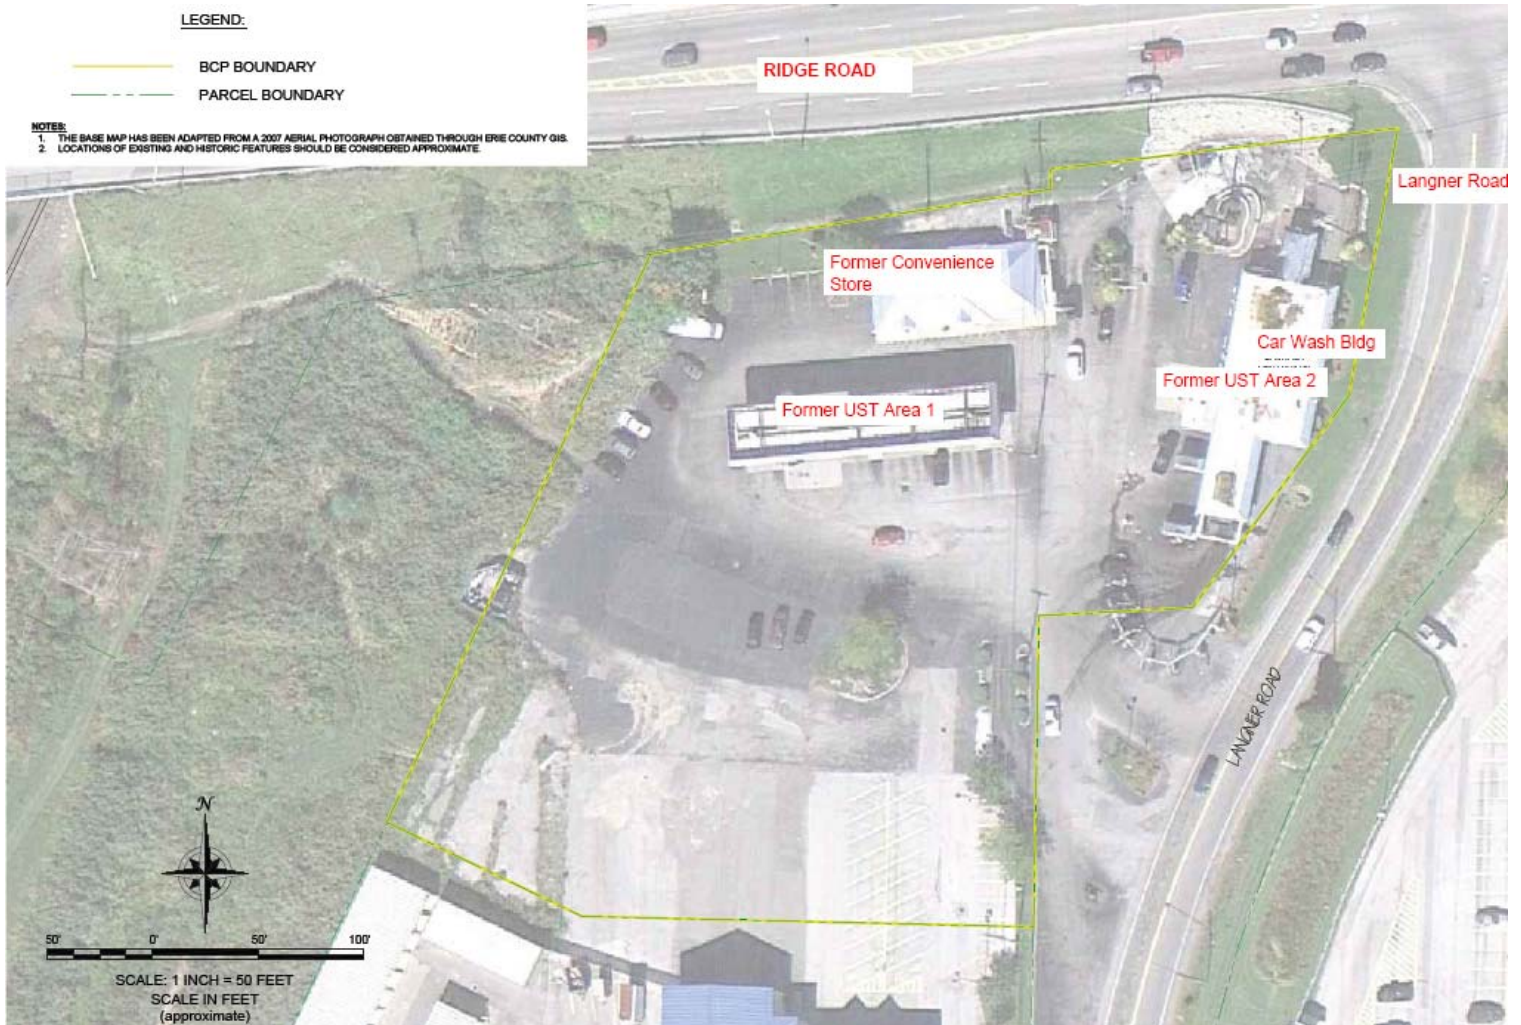 LEGEND:
BCP BOUNDARY
PARCEL BOUNDARY
NOTES:
1. THE BASE MAP HAS BEEN ADAPTED FROM A 2007 AERIAL PHOTOGRAPH OBTAINED THROUGH ERIE COUNTY GIS.
2. LOCATIONS OF EXISTING AND HISTORIC FEATURES SHOULD BE CONSIDERED APPROXIMATE.
RIDGE ROAD
Langner Road
Former Convenience
Store
Car Wash Bldg
Former UST Area 2
Former UST Area 1
LANGNER ROAD
N
50' 0' 50' 100'
SCALE: 1 INCH = 50 FEET
SCALE IN FEET
(approximate)